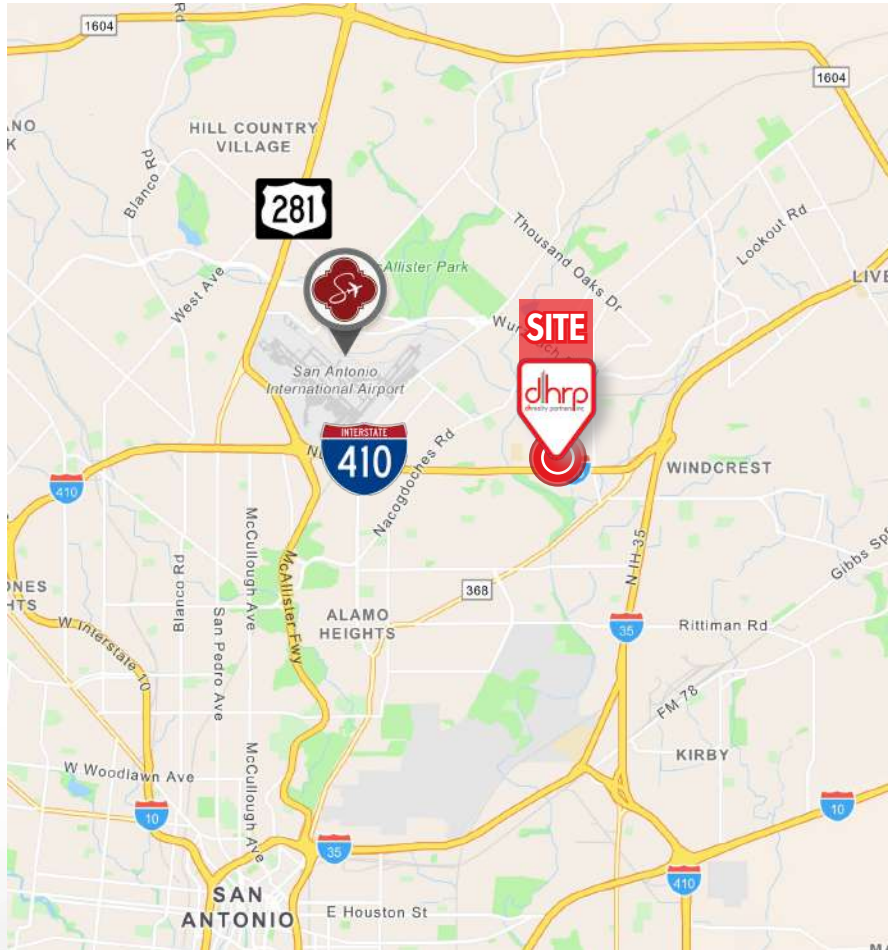 1604
Rd
1604
HILL COUNTRY
VILLAGE
Blanco Rd
281
Thousand Oaks Dr
Lookout Rd
West Ave
Allister Park
LIVE
SITE
San Antonio
International Airport
dhrp
INTERSTATE
410
Nacogdoches Rd
WINDCREST
410
McCullough Ave
Blanco Rd
San Pedro Ave
McAllister Fwy
368
N IH 35
Gibbs
ALAMO
HEIGHTS
35
Rittiman Rd
W Interstate 10
FM 78
KIRBY
W Woodlawn Ave
McCullough Ave
10
10
35
410
SAN
ANTONIO
E Houston St